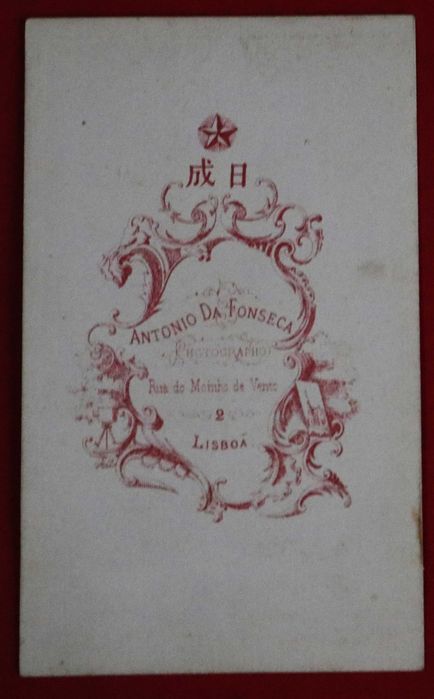 成日
ANTONIO DA FONSECA
PHOTOGRAPHO
Rua do Moinho de Vento
2
LISBOA